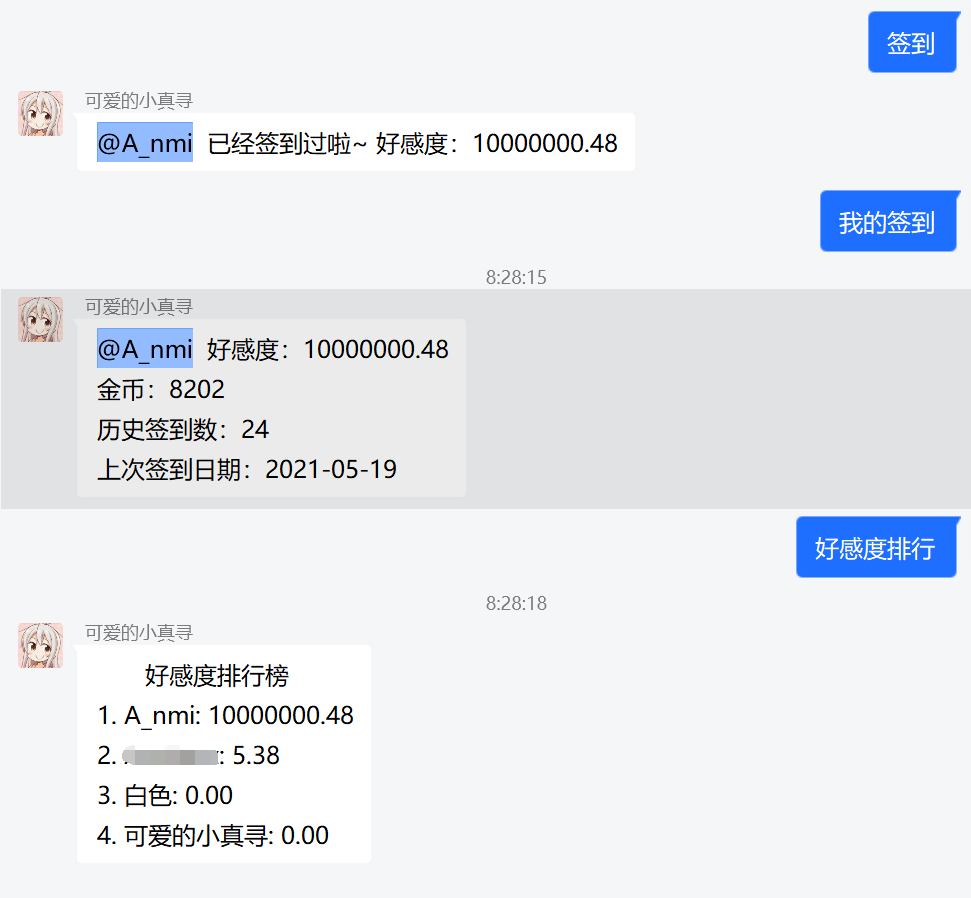 签到
可爱的小真寻
@A_nmi 已经签到过啦~ 好感度：10000000.48
我的签到
8:28:15
可爱的小真寻
@A_nmi 好感度：10000000.48
金币：8202
历史签到数：24
上次签到日期：2021-05-19
好感度排行
8:28:18
可爱的小真寻
好感度排行榜
1. A_nmi: 10000000.48
2. : 5.38
3. 白色: 0.00
4. 可爱的小真寻: 0.00